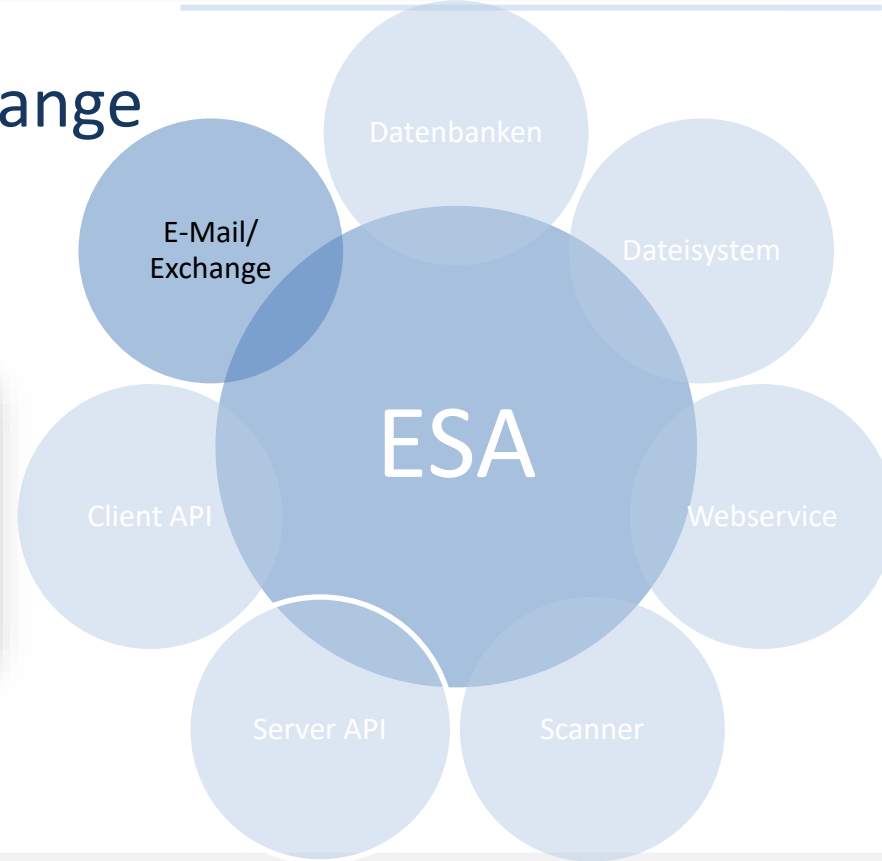 ange
Datenbanken
E-Mail/
Exchange
Dateisystem
ESA
Client API
Webservice
Server API
Scanner